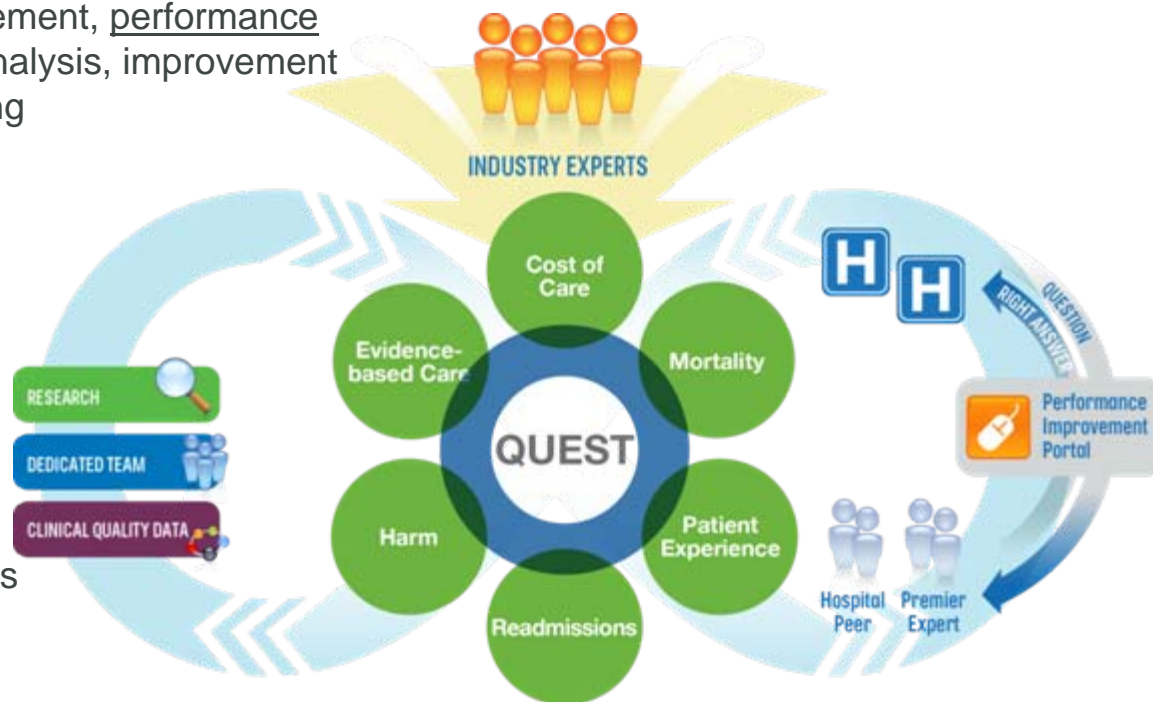 ement, performance
nalysis, improvement
ng
INDUSTRY EXPERTS
Cost of
Care
Evidence-
based Care
Mortality
H
H
QUESTION
RIGHT ANSWER
RESEARCH
DEDICATED TEAM
CLINICAL QUALITY DATA
QUEST
Performance
Improvement
Portal
Harm
Patient
Experience
s
Readmissions
Hospital
Peer
Premier
Expert